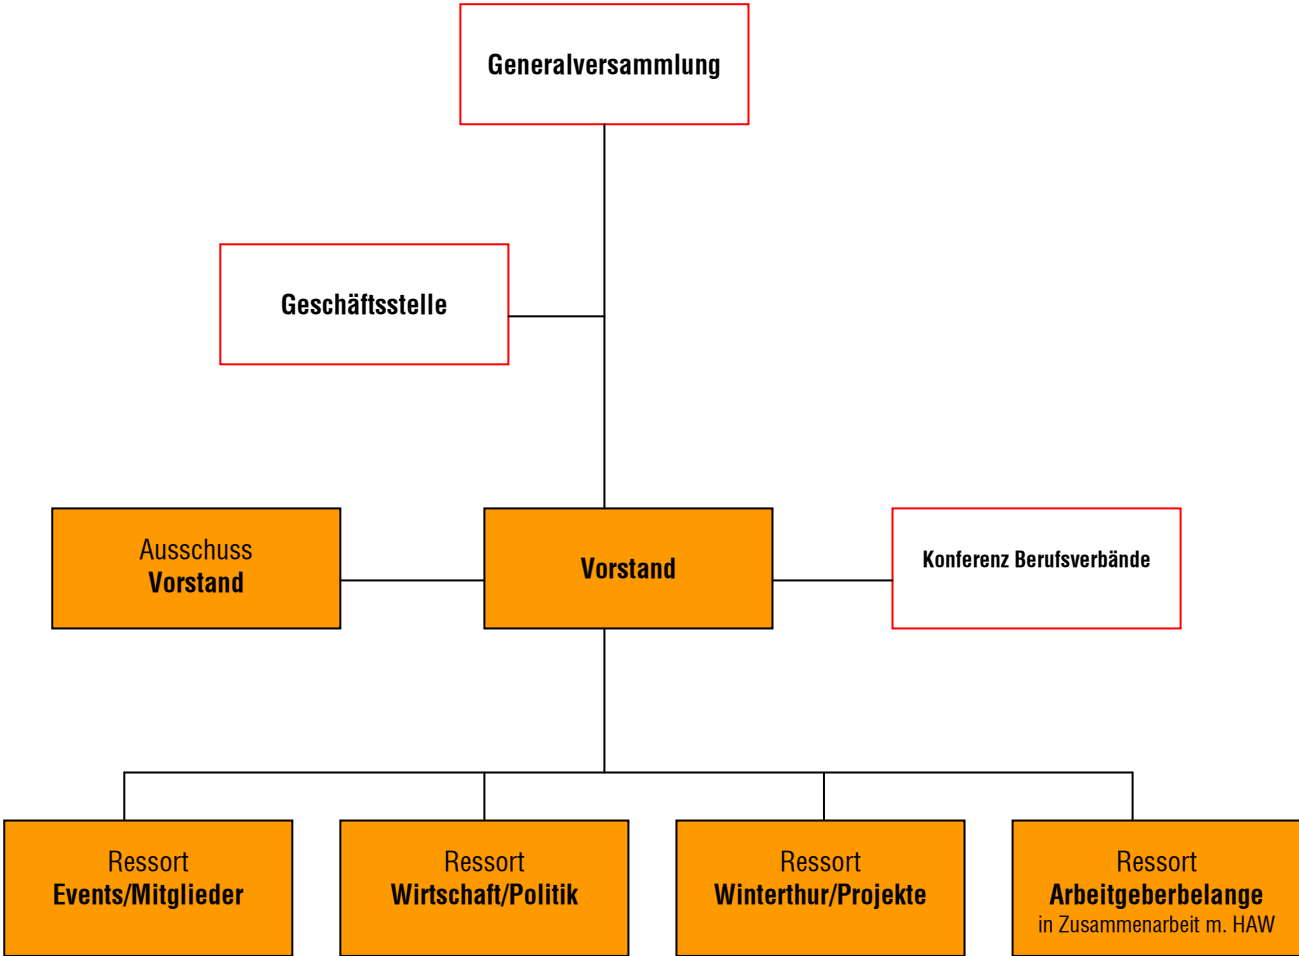 Generalversammlung
Geschäftsstelle
Ausschuss
Vorstand
Vorstand
Konferenz Berufsverbände
Ressort
Events/Mitglieder
Ressort
Wirtschaft/Politik
Ressort
Winterthur/Projekte
Ressort
Arbeitgeberbelange
in Zusammenarbeit m. HAW